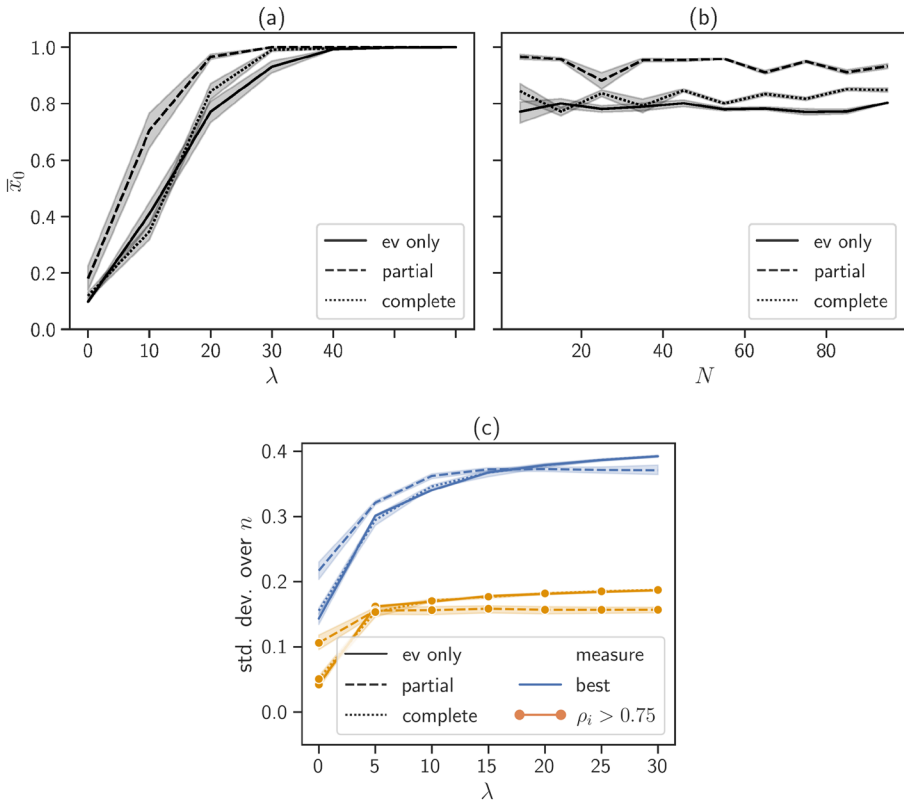 (a)
(b)
1.0
0.8
0.6
0.4
0.2
0.0
x̄₀
ev only
partial
complete
ev only
partial
complete
0 10 20 30 40
λ
20 40 60 80
N
(c)
0.4
0.3
0.2
0.1
0.0
std. dev. over n
ev only
partial
complete
measure
best
ρᵢ > 0.75
0 5 10 15 20 25 30
λ